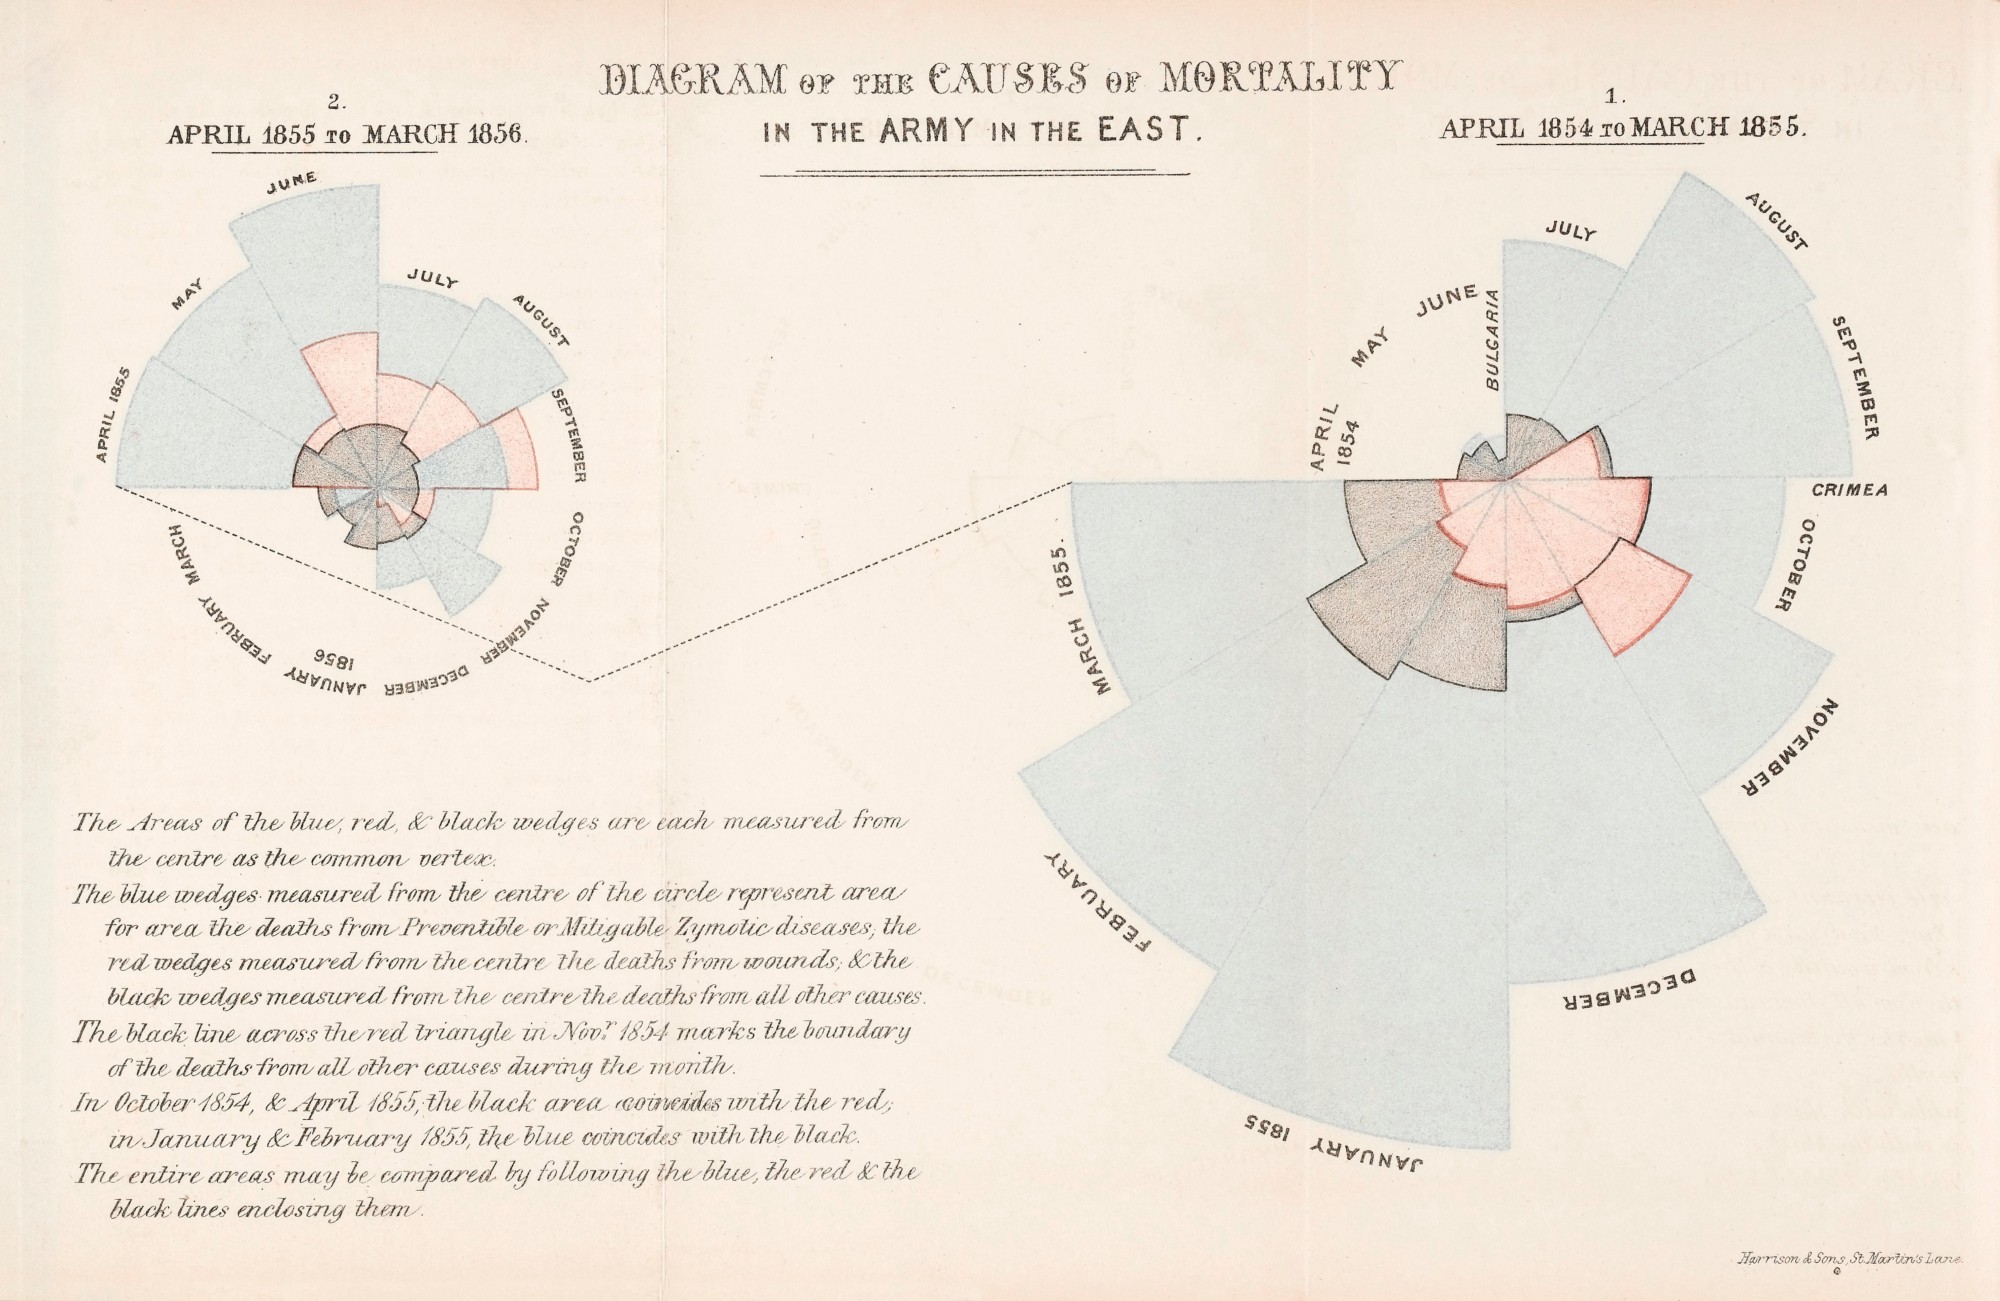 DIAGRAM OF THE CAUSES OF MORTALITY
IN THE ARMY IN THE EAST.
2.
APRIL 1855 TO MARCH 1856.
1.
APRIL 1854 TO MARCH 1855.
APRIL 1855
MAY
JUNE
JULY
AUGUST
SEPTEMBER
OCTOBER
NOVEMBER
DECEMBER
JANUARY
1856
FEBRUARY
MARCH
APRIL
1854
MAY
JUNE
BULGARIA
JULY
AUGUST
SEPTEMBER
CRIMEA
OCTOBER
NOVEMBER
DECEMBER
JANUARY 1855
FEBRUARY
MARCH 1855.
The Areas of the blue, red, & black wedges are each measured from
the centre as the common vertex.
The blue wedges measured from the centre of the circle represent area
for area the deaths from Preventible or Mitigable Zymotic diseases; the
red wedges measured from the centre the deaths from wounds; & the
black wedges measured from the centre the deaths from all other causes.
The black line across the red triangle in Novr. 1854 marks the boundary
of the deaths from all other causes during the month.
In October 1854, & April 1855, the black area coincides with the red;
in January & February 1855, the blue coincides with the black.
The entire areas may be compared by following the blue, the red & the
black lines enclosing them.
Harrison & Sons, St. Martin's Lane.